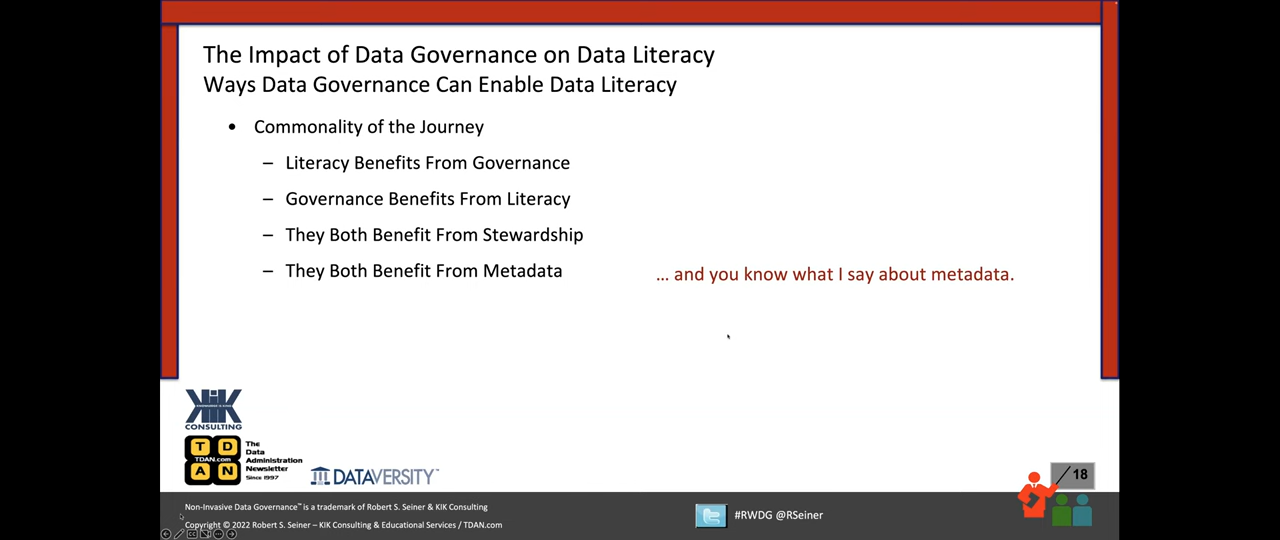 The Impact of Data Governance on Data Literacy
Ways Data Governance Can Enable Data Literacy
• Commonality of the Journey
– Literacy Benefits From Governance
– Governance Benefits From Literacy
– They Both Benefit From Stewardship
– They Both Benefit From Metadata
… and you know what I say about metadata.
KIK
CONSULTING
T D
TDAN.com
A N
The
Data
Administration
Newsletter
Since 1997
DATAVERSITY
Non-Invasive Data Governance™ is a trademark of Robert S. Seiner & KIK Consulting
Copyright © 2022 Robert S. Seiner – KIK Consulting & Educational Services / TDAN.com
#RWDG @RSeiner
18